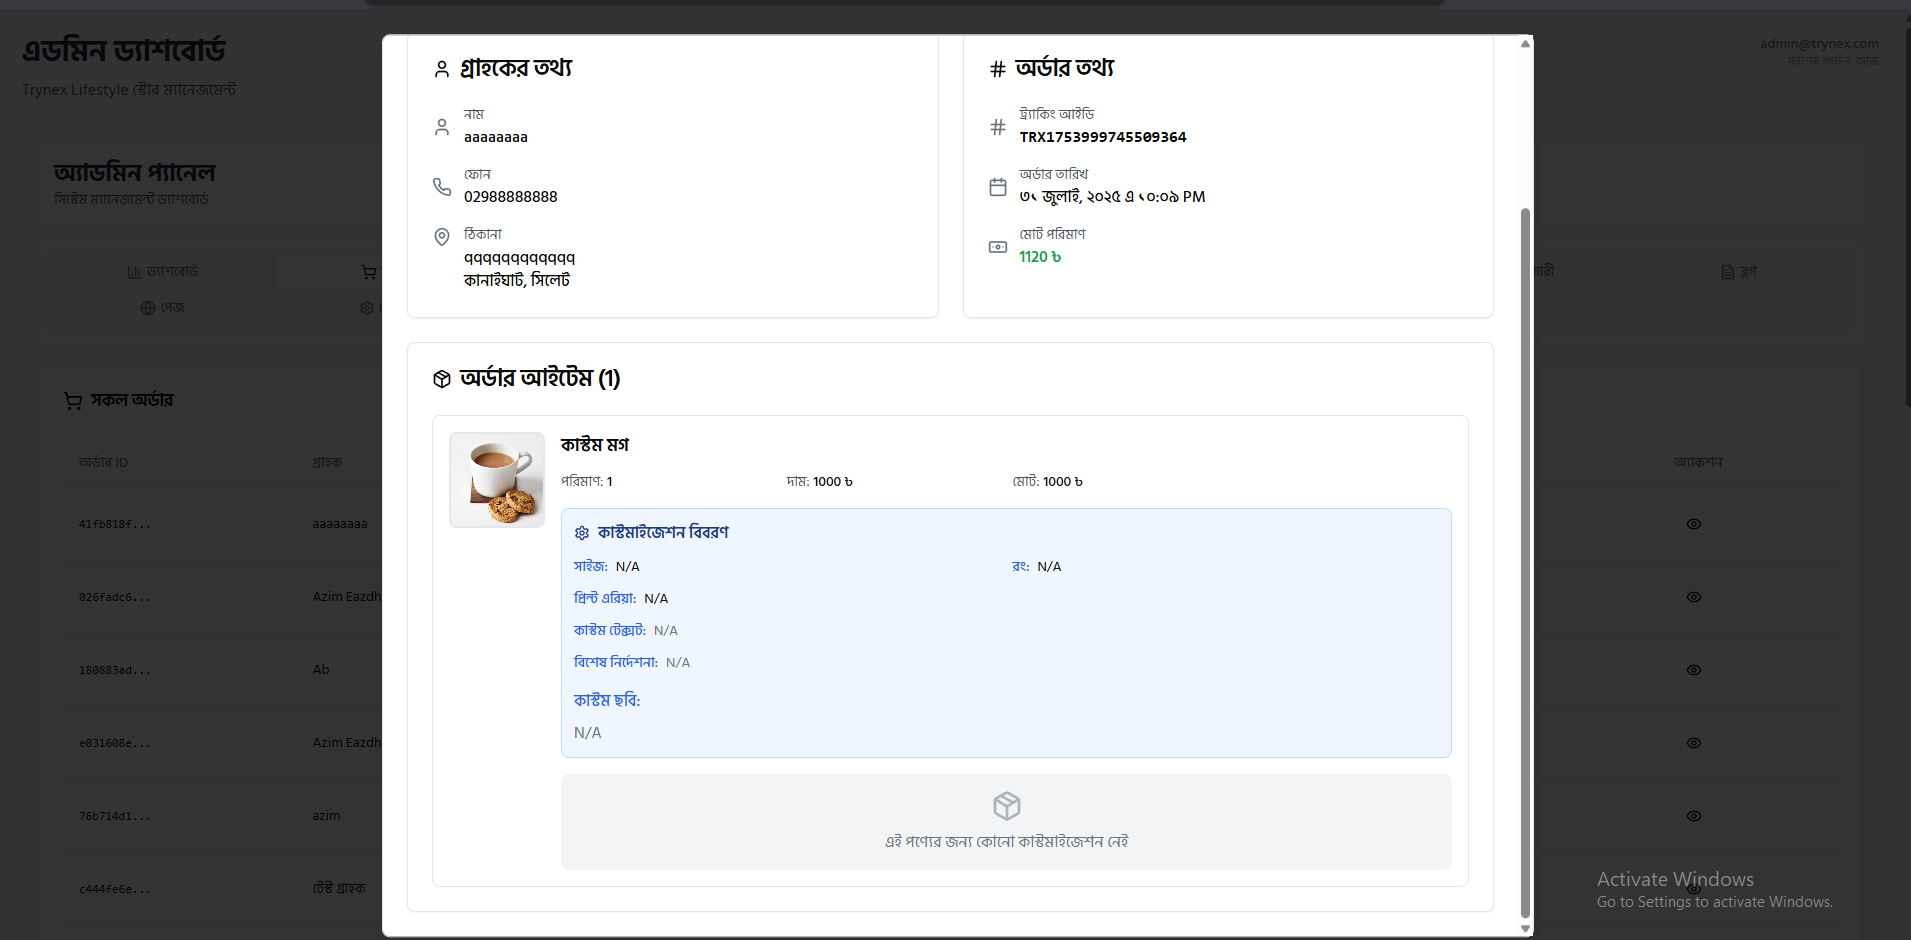 এডমিন ড্যাশবোর্ড
Trynex Lifestyle স্টোর ম্যানেজমেন্ট
admin@trynex.com
সর্বশেষ লগইন: আজ
অ্যাডমিন প্যানেল
সিস্টেম ম্যানেজমেন্ট ড্যাশবোর্ড
ড্যাশবোর্ড
ব্লগ
পেজ
সকল অর্ডার
অর্ডার ID
গ্রাহক
অ্যাকশন
41fb818f...
aaaaaaaa
026fadc6...
Azim Eazdh
180883ad...
Ab
e031608e...
Azim Eazdh
76b714d1...
azim
c444fe6e...
টেস্ট গ্রাহক
গ্রাহকের তথ্য
নাম
aaaaaaaa
ফোন
02988888888
ঠিকানা
qqqqqqqqqqqq
কানাইঘাট, সিলেট
অর্ডার তথ্য
ট্র্যাকিং আইডি
TRX1753999745509364
অর্ডার তারিখ
৩১ জুলাই, ২০২৫ এ ১০:০৯ PM
মোট পরিমাণ
1120 ৳
অর্ডার আইটেম (1)
কাস্টম মগ
পরিমাণ: 1
দাম: 1000 ৳
মোট: 1000 ৳
কাস্টমাইজেশন বিবরণ
সাইজ: N/A
রং: N/A
প্রিন্ট এরিয়া: N/A
কাস্টম টেক্সট: N/A
বিশেষ নির্দেশনা: N/A
কাস্টম ছবি:
N/A
এই পণ্যের জন্য কোনো কাস্টমাইজেশন নেই
Activate Windows
Go to Settings to activate Windows.